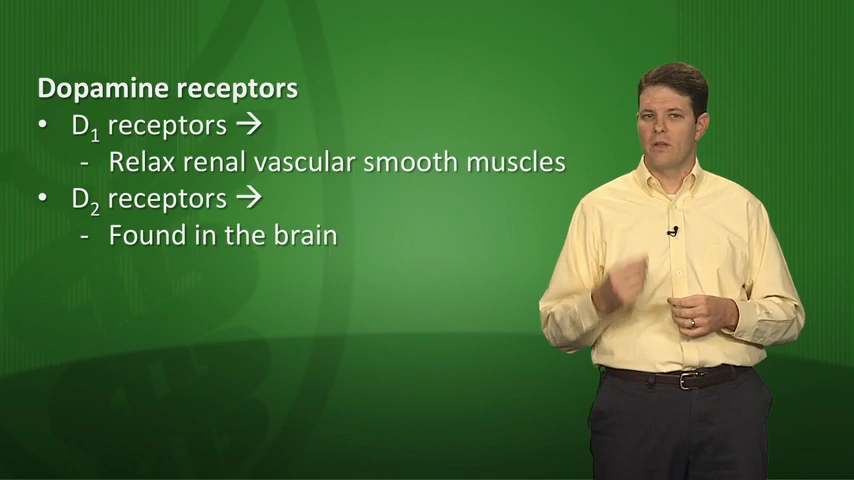 Dopamine receptors
• D₁ receptors →
- Relax renal vascular smooth muscles
• D₂ receptors →
- Found in the brain